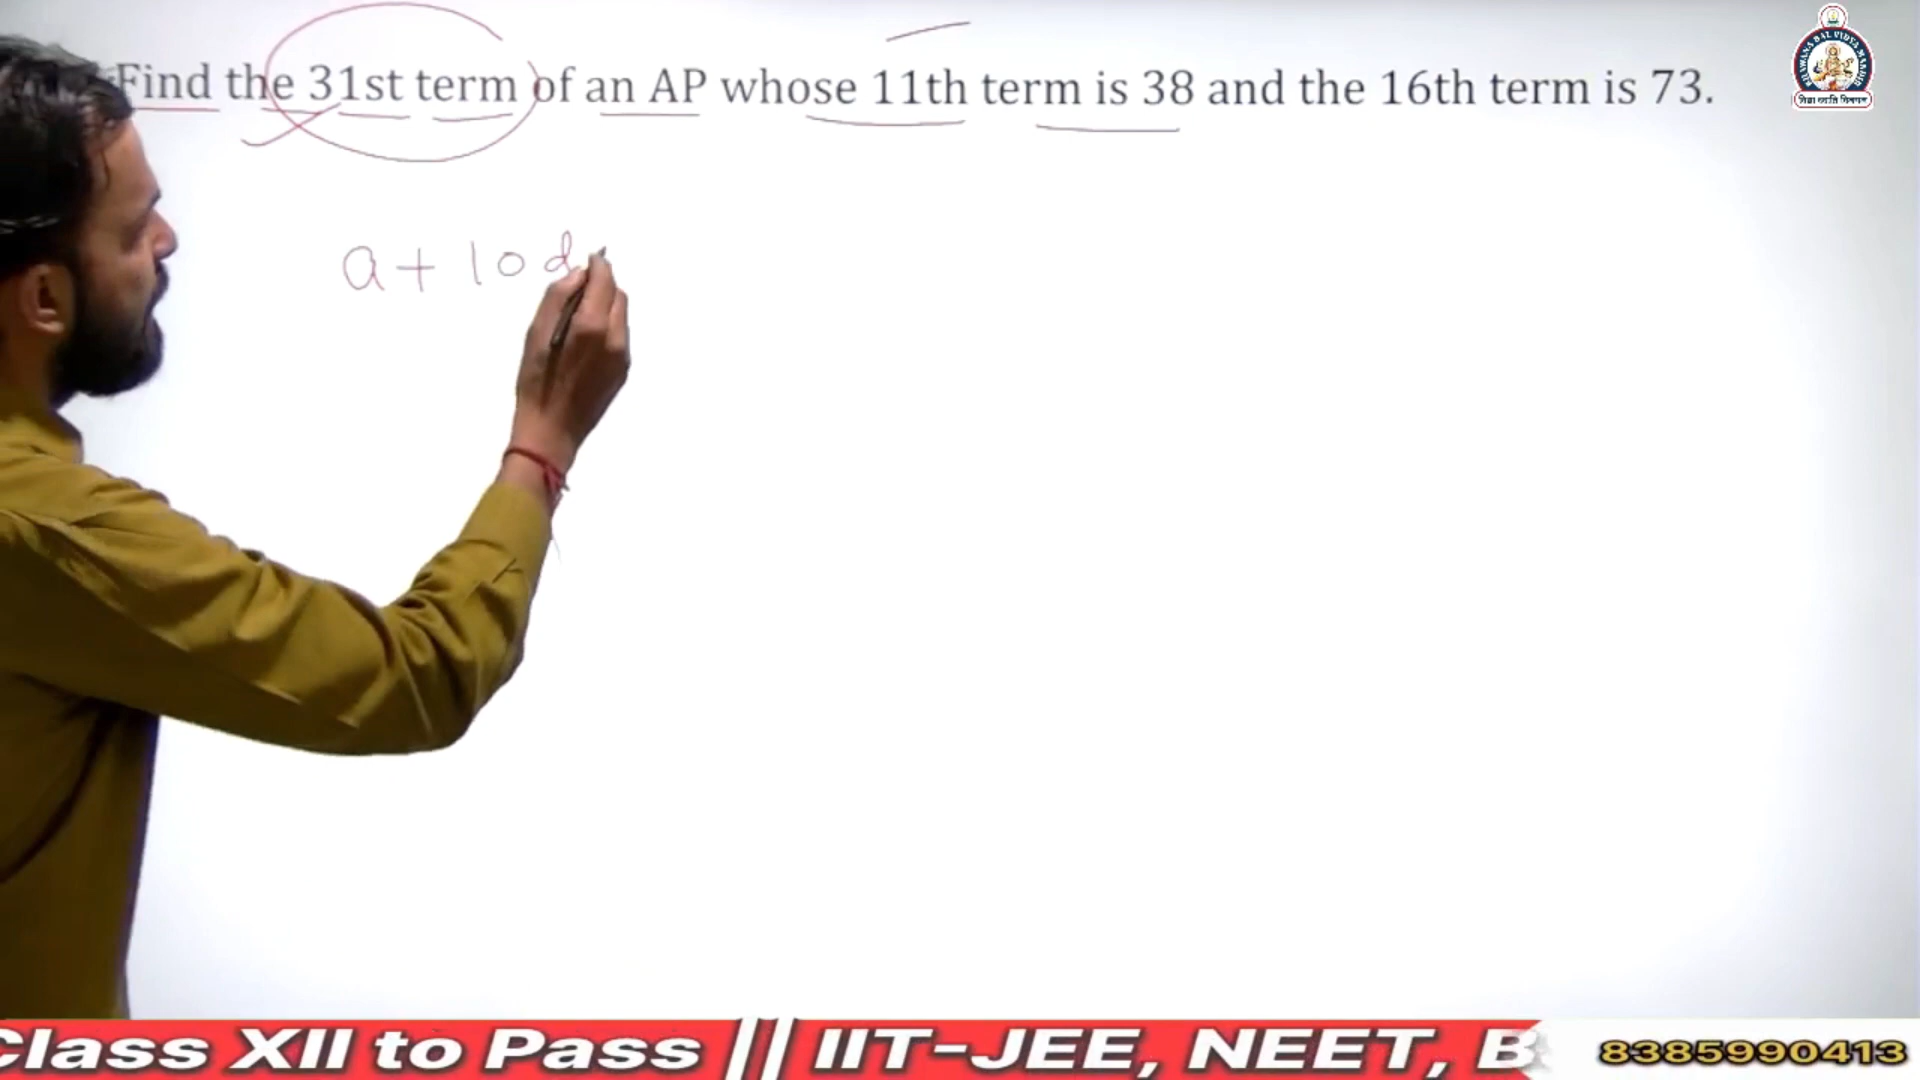 Find the 31st term of an AP whose 11th term is 38 and the 16th term is 73.
a + 10d
Class XII to Pass || IIT-JEE, NEET, B
8385990413